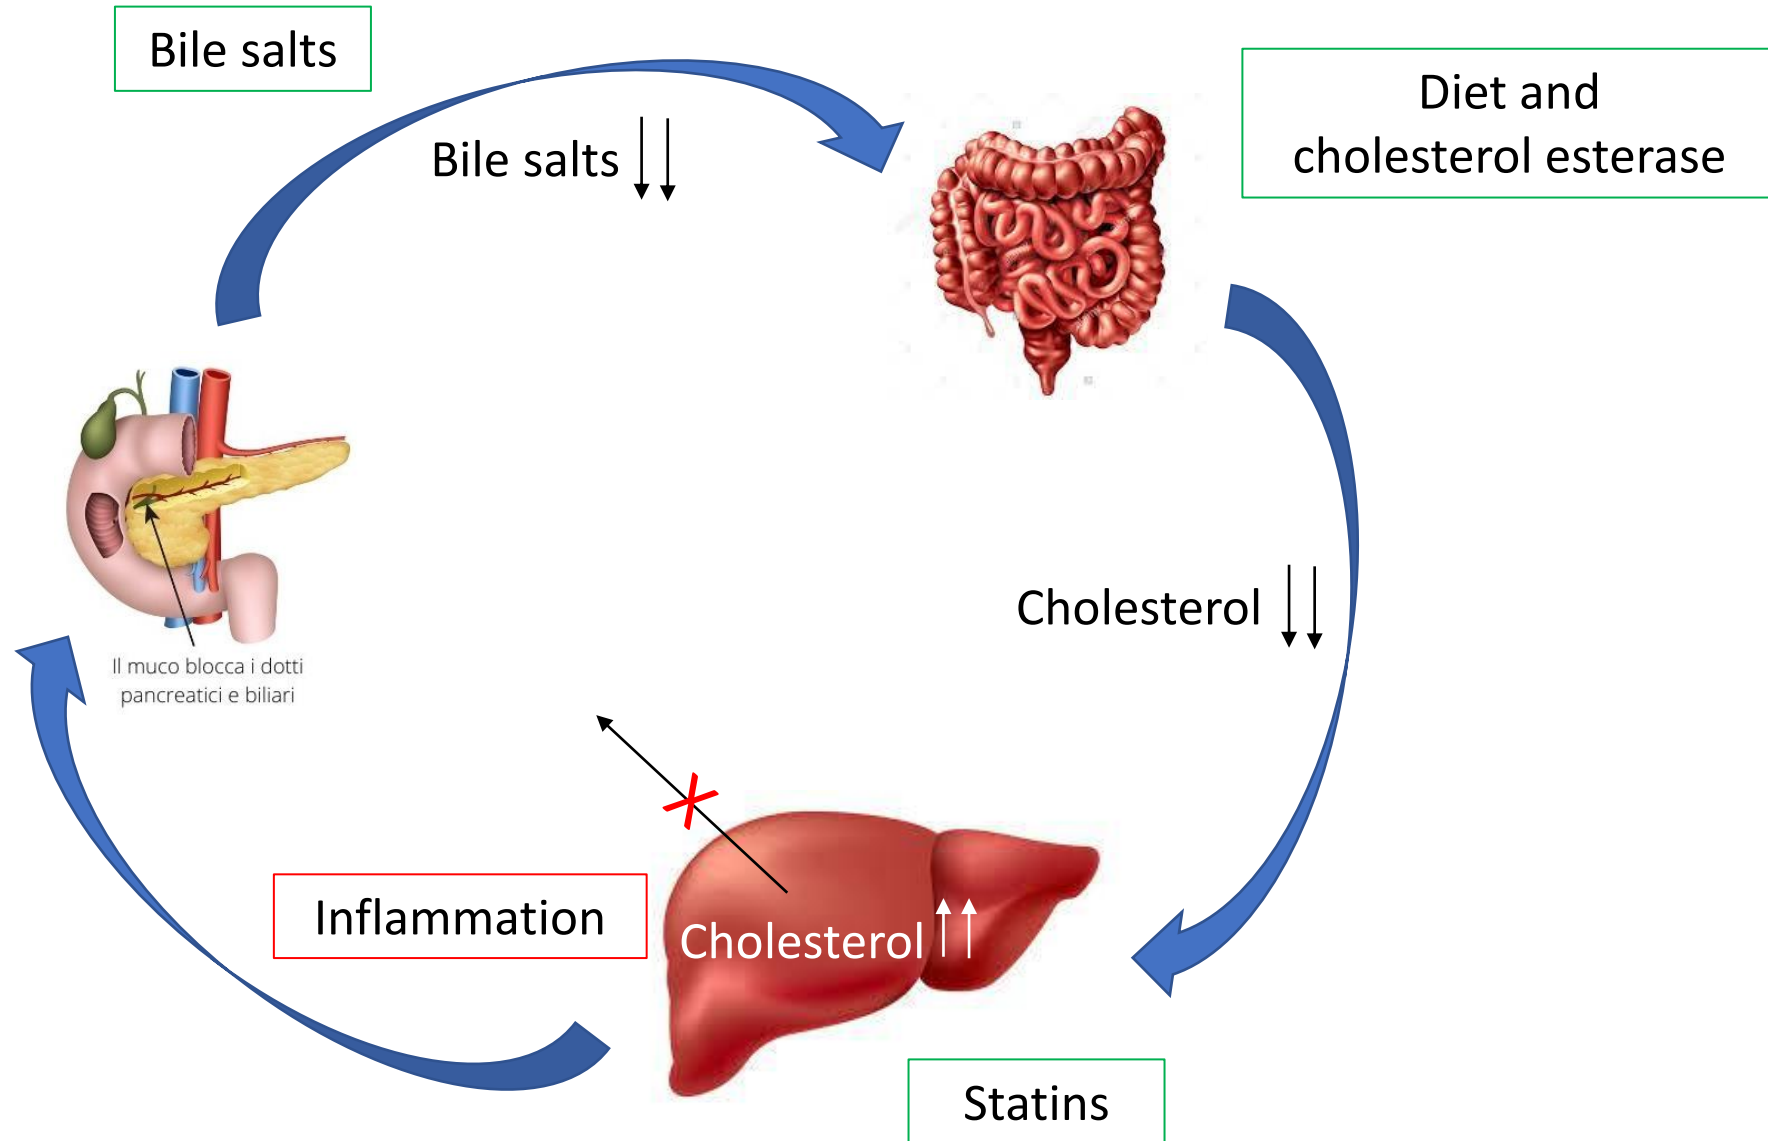 Bile salts
Diet and
cholesterol esterase
Bile salts
Il muco blocca i dotti
pancreatici e biliari
Cholesterol
Inflammation
Cholesterol
Statins